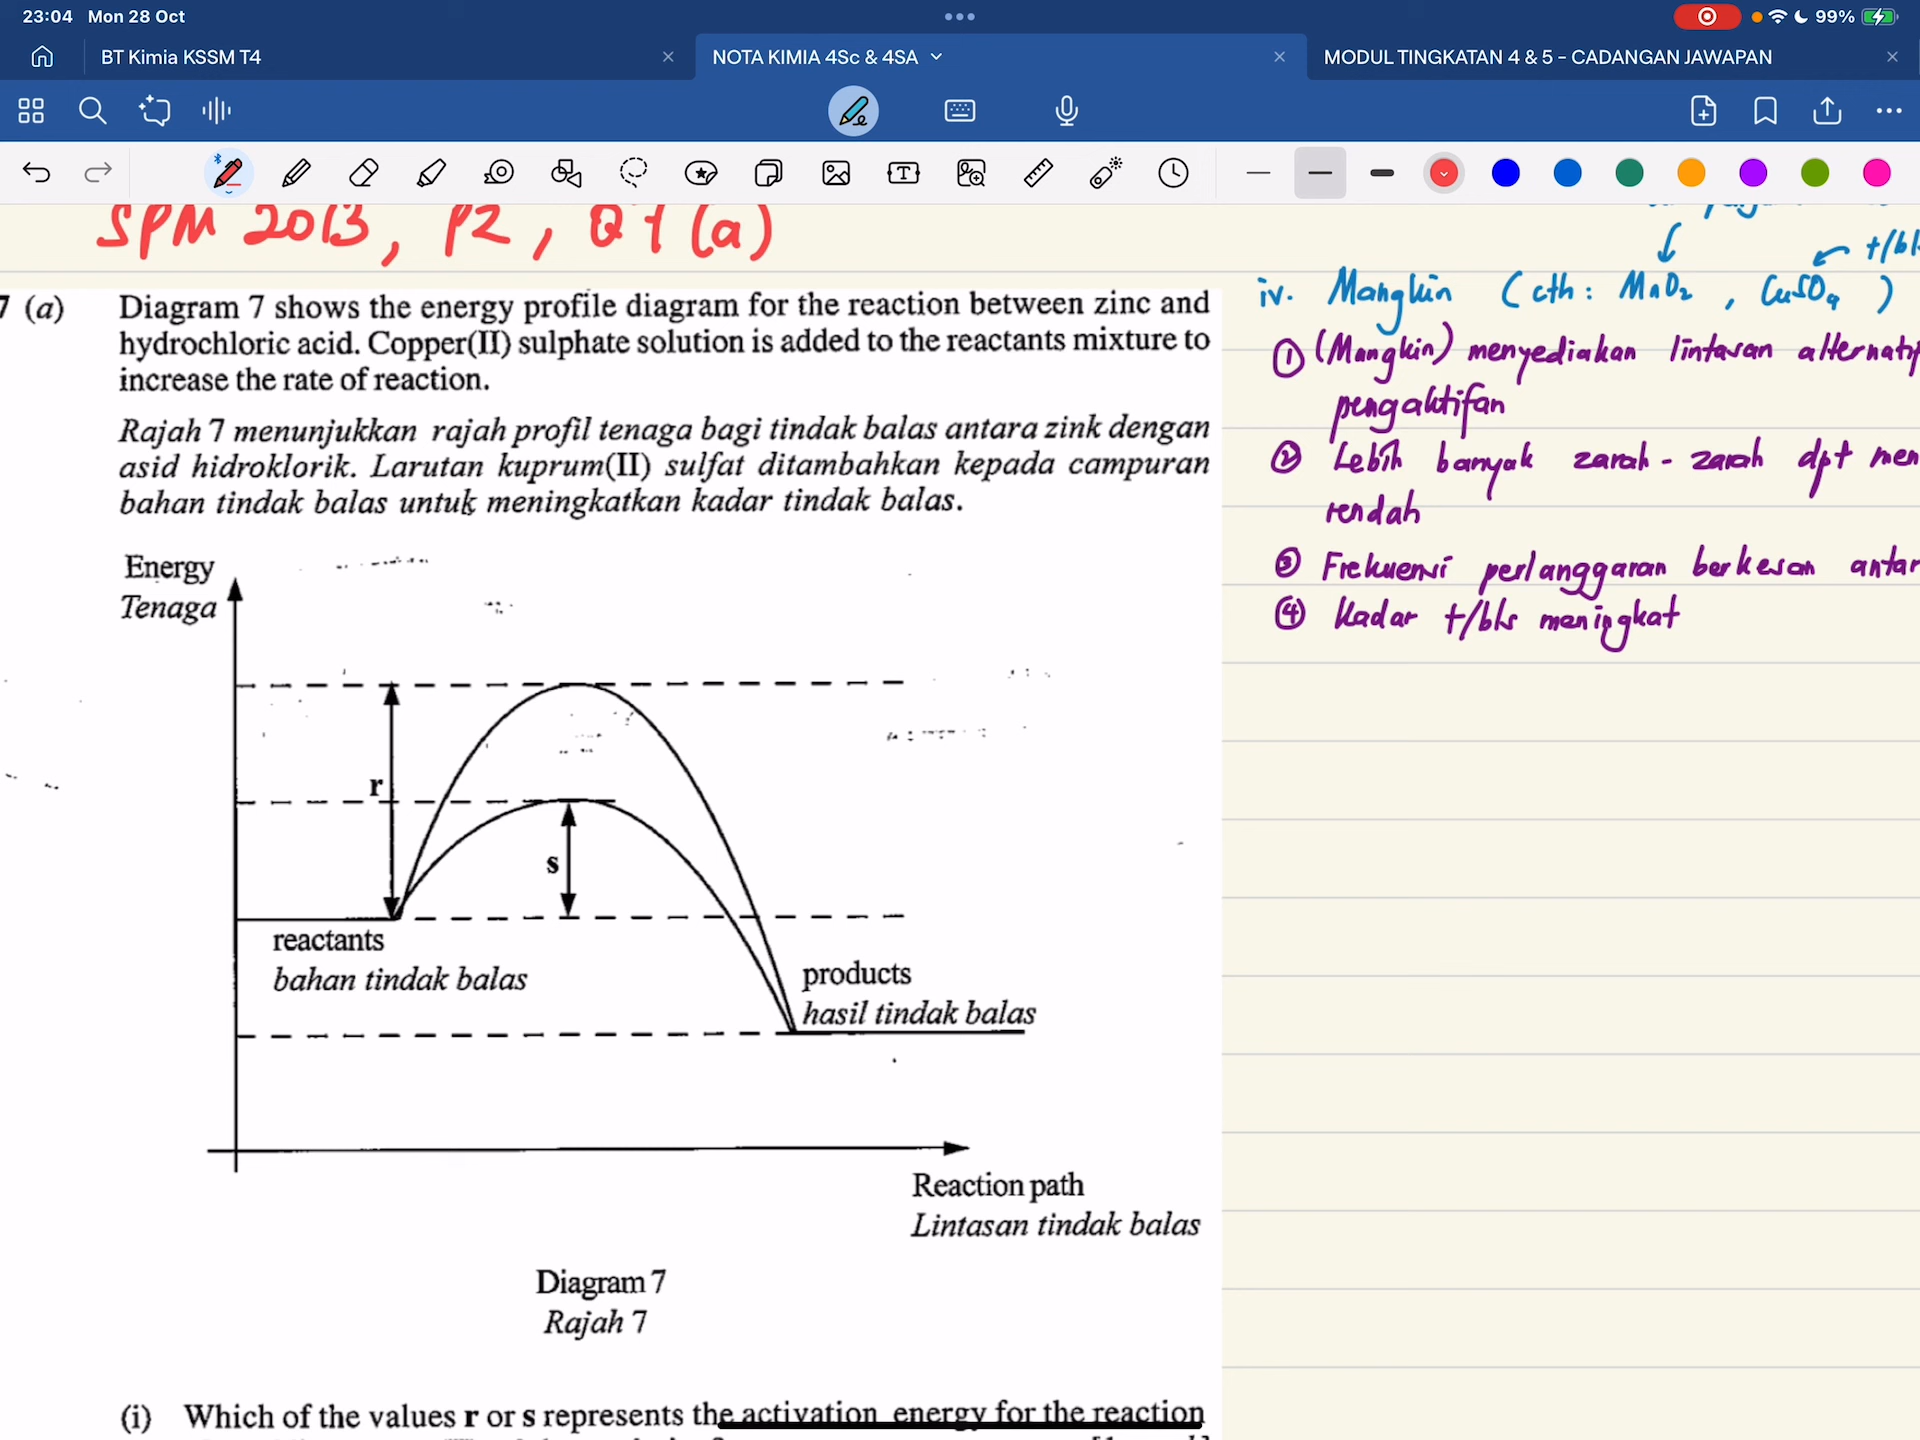 23:04 Mon 28 Oct
99%
BT Kimia KSSM T4
NOTA KIMIA 4Sc & 4SA
MODUL TINGKATAN 4 & 5 - CADANGAN JAWAPAN
SPM 2013, P2, Q7 (a)
7 (a) Diagram 7 shows the energy profile diagram for the reaction between zinc and
hydrochloric acid. Copper(II) sulphate solution is added to the reactants mixture to
increase the rate of reaction.
Rajah 7 menunjukkan rajah profil tenaga bagi tindak balas antara zink dengan
asid hidroklorik. Larutan kuprum(II) sulfat ditambahkan kepada campuran
bahan tindak balas untuk meningkatkan kadar tindak balas.
Energy
Tenaga
r
s
reactants
bahan tindak balas
products
hasil tindak balas
Reaction path
Lintasan tindak balas
Diagram 7
Rajah 7
(i) Which of the values r or s represents the activation energy for the reaction
iv. Mangkin (cth: MnO₂, CuSO₄)
① (Mangkin) menyediakan lintasan alternatif
pengaktifan
② Lebih banyak zarah-zarah dpt men
rendah
③ Frekuensi perlanggaran berkesan antar
④ Kadar t/bls meningkat